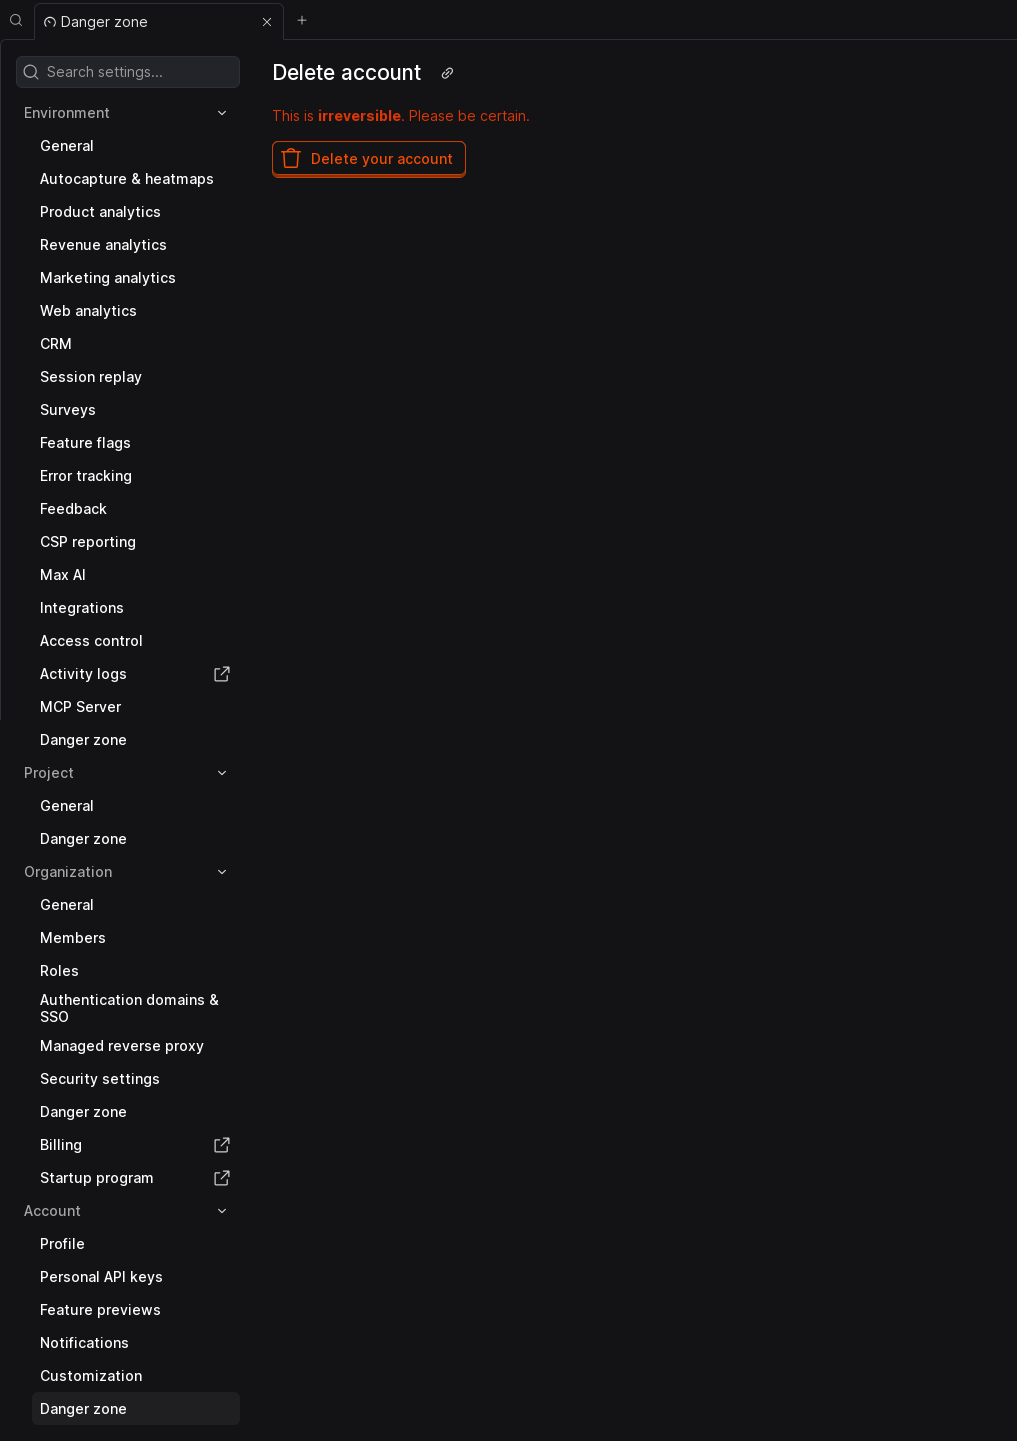 Danger zone
Search settings...
Delete account
This is irreversible. Please be certain.
Delete your account
Environment
General
Autocapture & heatmaps
Product analytics
Revenue analytics
Marketing analytics
Web analytics
CRM
Session replay
Surveys
Feature flags
Error tracking
Feedback
CSP reporting
Max AI
Integrations
Access control
Activity logs
MCP Server
Danger zone
Project
General
Danger zone
Organization
General
Members
Roles
Authentication domains &
SSO
Managed reverse proxy
Security settings
Danger zone
Billing
Startup program
Account
Profile
Personal API keys
Feature previews
Notifications
Customization
Danger zone